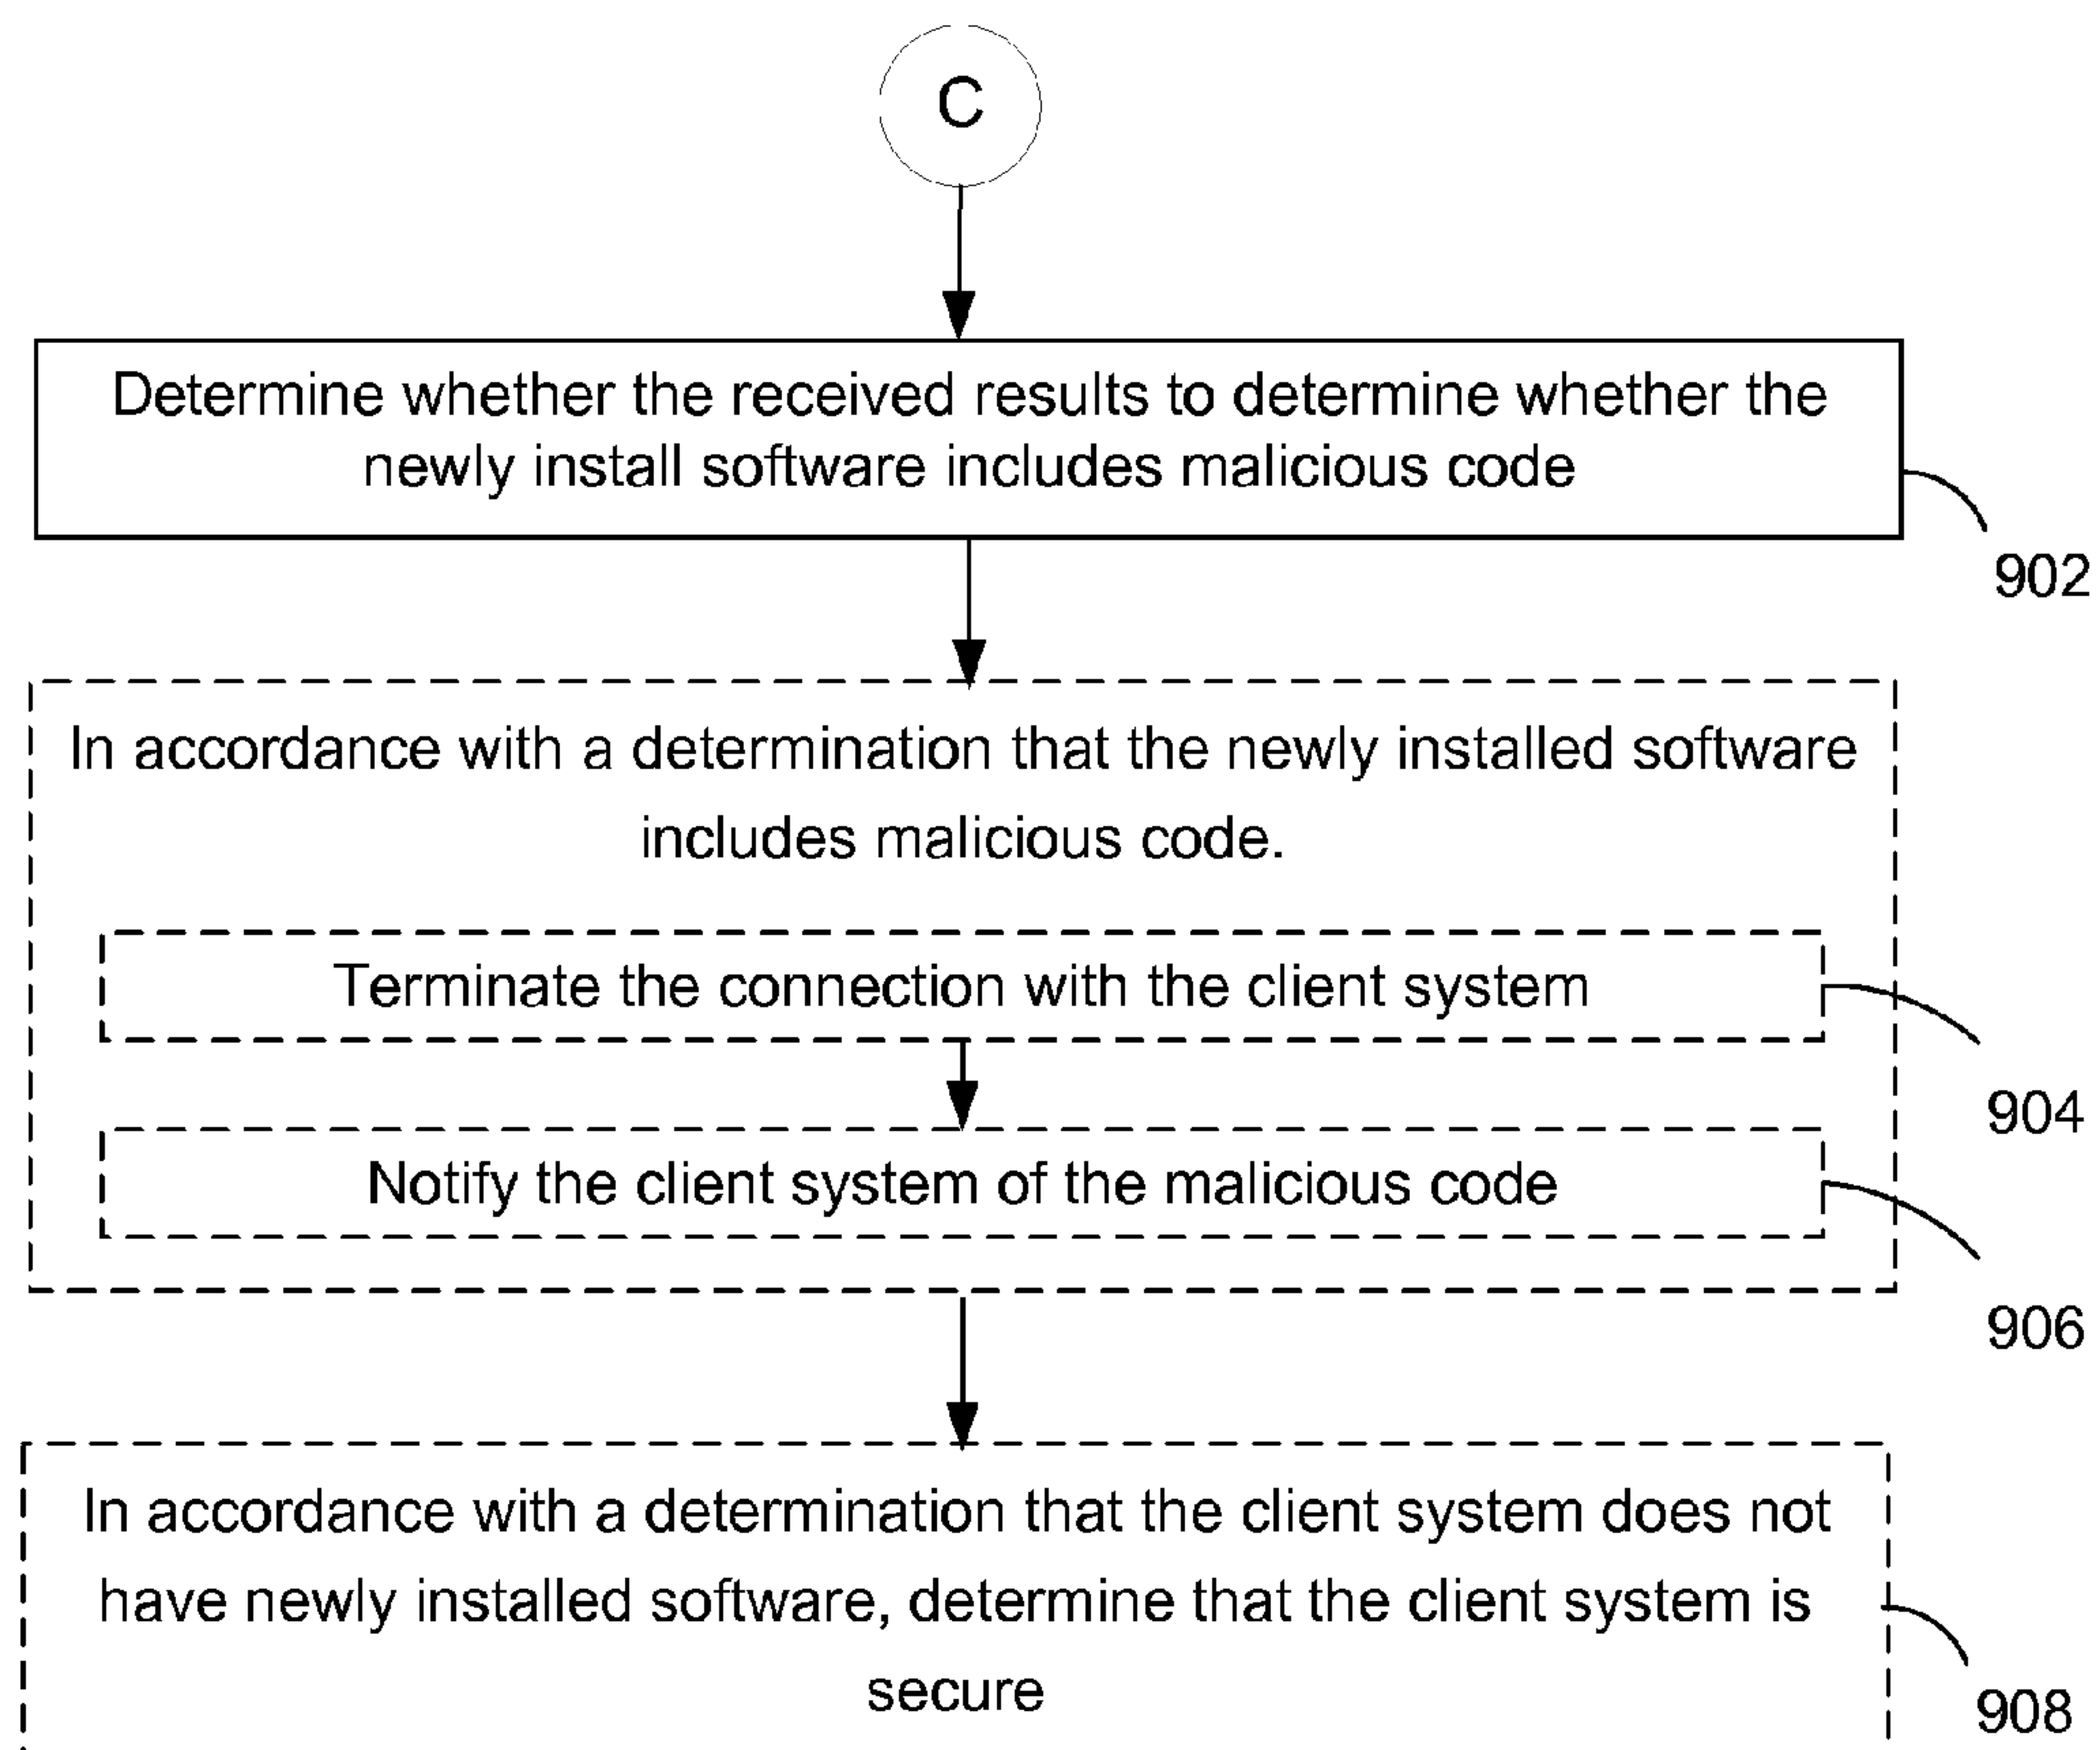 C
Determine whether the received results to determine whether the
newly install software includes malicious code
902
In accordance with a determination that the newly installed software
includes malicious code.
Terminate the connection with the client system
904
Notify the client system of the malicious code
906
In accordance with a determination that the client system does not
have newly installed software, determine that the client system is
secure
908